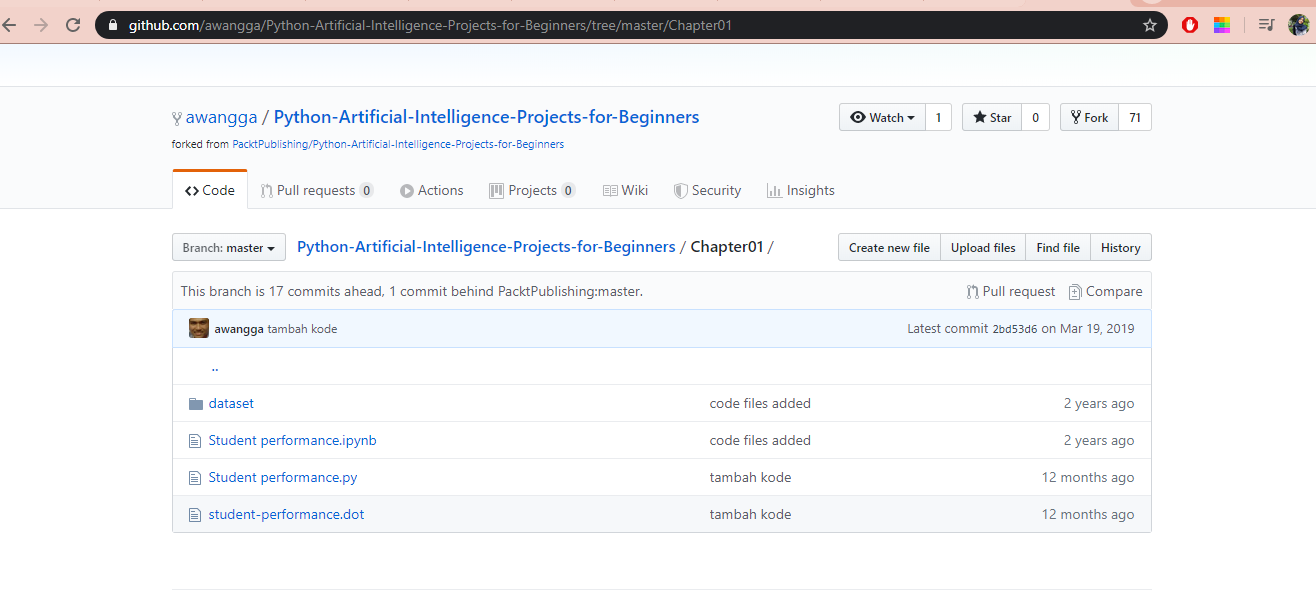 github.com/awangga/Python-Artificial-Intelligence-Projects-for-Beginners/tree/master/Chapter01
awangga / Python-Artificial-Intelligence-Projects-for-Beginners
Watch 1 Star 0 Fork 71
forked from PacktPublishing/Python-Artificial-Intelligence-Projects-for-Beginners
Code Pull requests 0 Actions Projects 0 Wiki Security Insights
Branch: master Python-Artificial-Intelligence-Projects-for-Beginners / Chapter01 / Create new file Upload files Find file History
This branch is 17 commits ahead, 1 commit behind PacktPublishing:master. Pull request Compare
awangga tambah kode Latest commit 2bd53d6 on Mar 19, 2019
..
dataset code files added 2 years ago
Student performance.ipynb code files added 2 years ago
Student performance.py tambah kode 12 months ago
student-performance.dot tambah kode 12 months ago